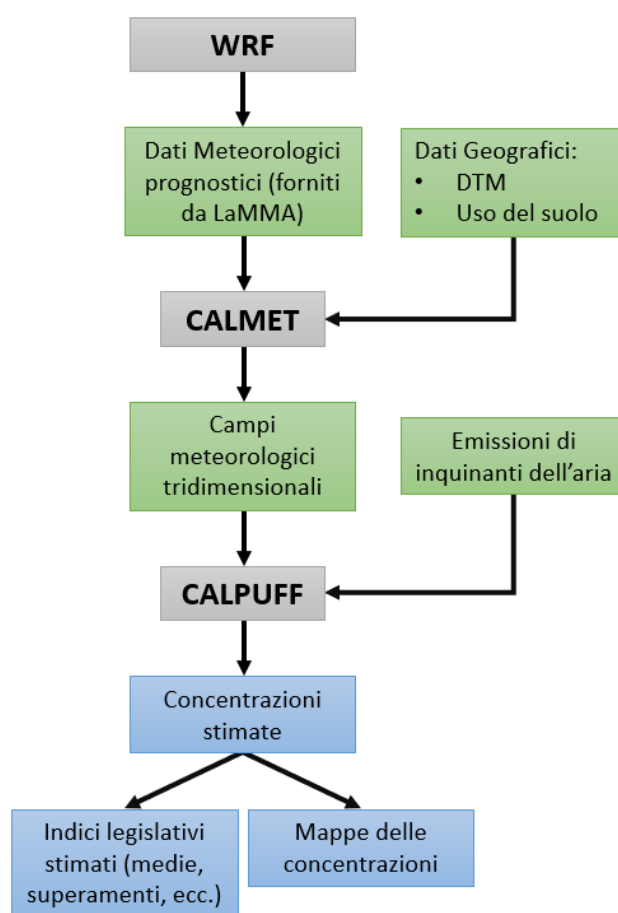 WRF
Dati Meteorologici
prognostici (forniti
da LaMMA)
Dati Geografici:
• DTM
• Uso del suolo
CALMET
Campi
meteorologici
tridimensionali
Emissioni di
inquinanti dell'aria
CALPUFF
Concentrazioni
stimate
Indici legislativi
stimati (medie,
superamenti, ecc.)
Mappe delle
concentrazioni